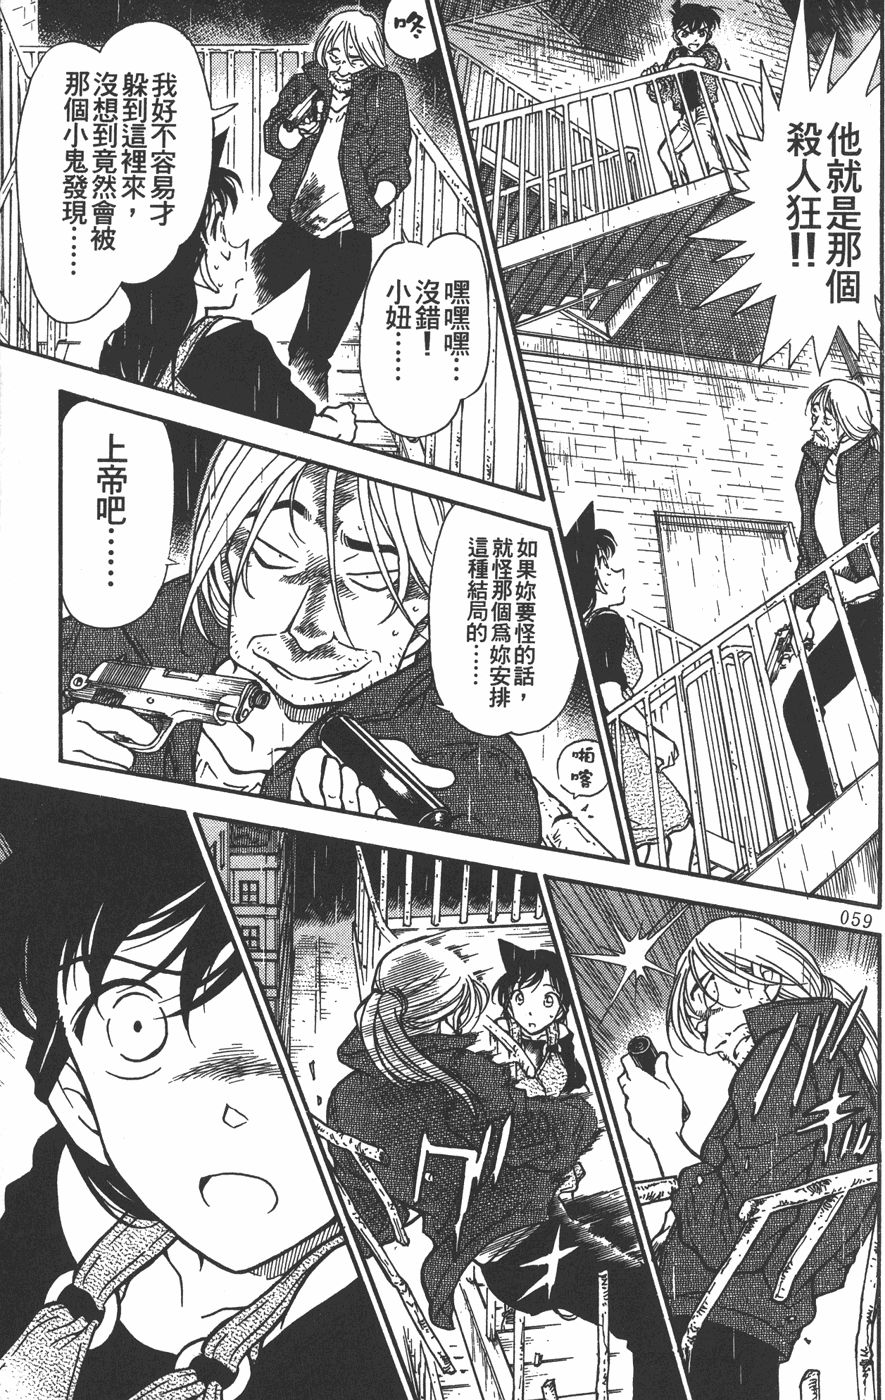 他就是那個
殺人狂!!
咚
嘿嘿嘿…
沒錯!
小妞……
我好不容易才
躲到這裡來,
沒想到竟然會被
那個小鬼發現……
如果妳要怪的話,
就怪那個為妳安排
這種結局的……
上帝吧……
啪
喀
059